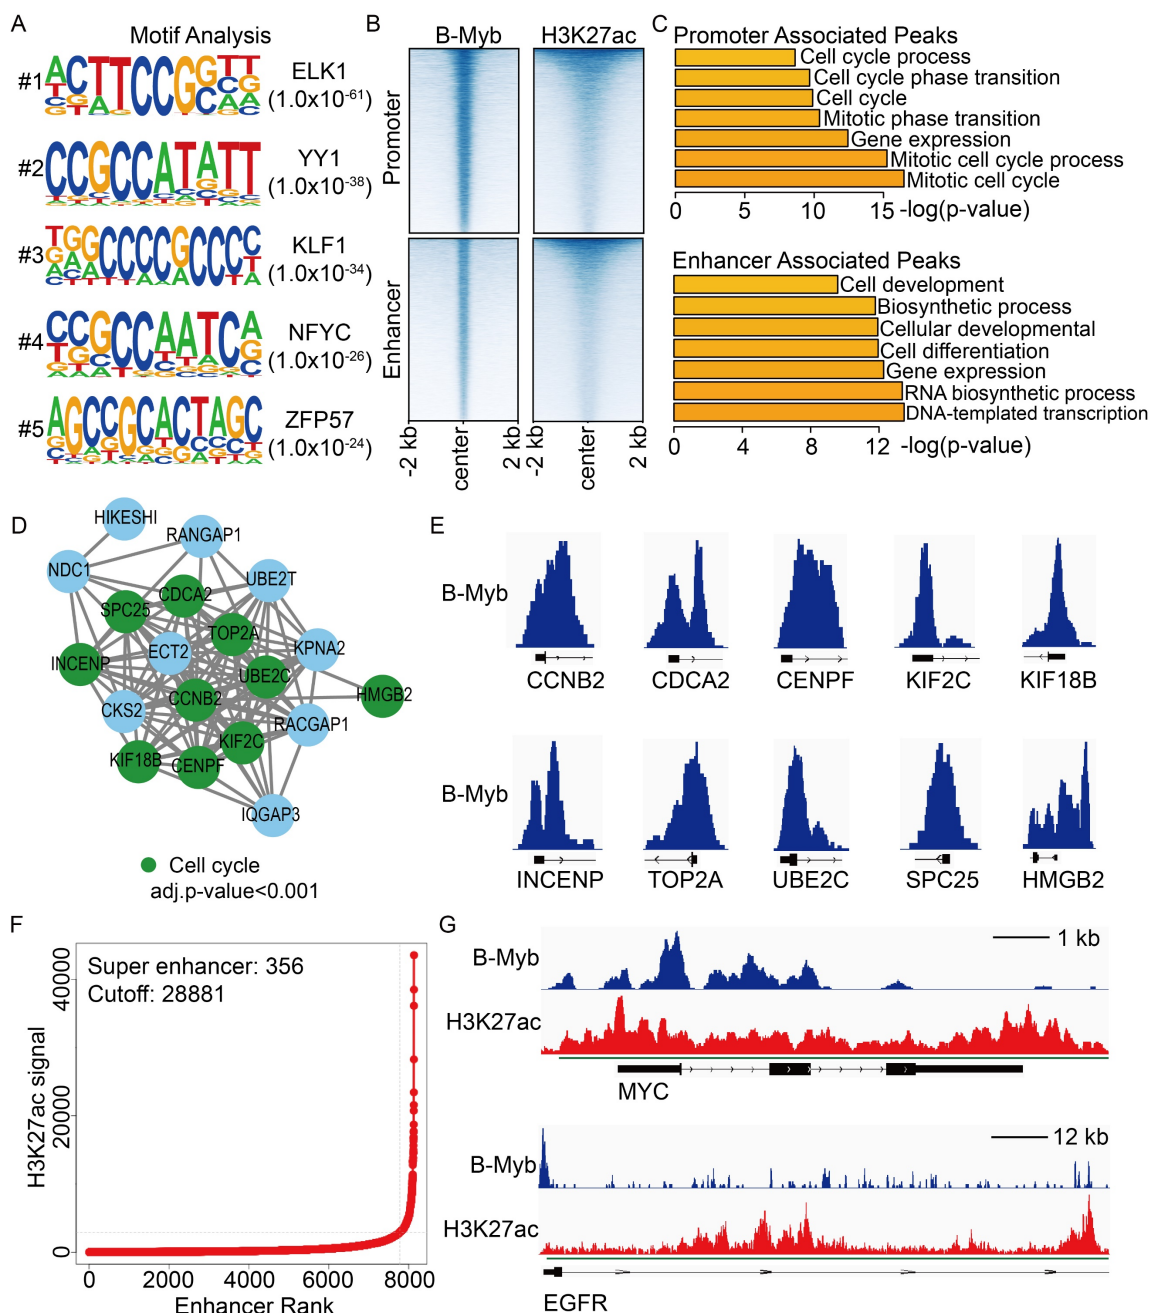 A
Motif Analysis
#1
ELK1
(1.0x10-61)
#2
YY1
(1.0x10-38)
#3
KLF1
(1.0x10-34)
#4
NFYC
(1.0x10-26)
#5
ZFP57
(1.0x10-24)
B
B-Myb
H3K27ac
Promoter
Enhancer
-2 kb
center
2 kb
-2 kb
center
2 kb
C
Promoter Associated Peaks
Cell cycle process
Cell cycle phase transition
Cell cycle
Mitotic phase transition
Gene expression
Mitotic cell cycle process
Mitotic cell cycle
0 5 10 15 -log(p-value)
Enhancer Associated Peaks
Cell development
Biosynthetic process
Cellular developmental
Cell differentiation
Gene expression
RNA biosynthetic process
DNA-templated transcription
0 4 8 12 -log(p-value)
D
HIKESHI
RANGAP1
NDC1
UBE2T
CDCA2
SPC25
TOP2A
ECT2
KPNA2
INCENP
UBE2C
CCNB2
HMGB2
CKS2
RACGAP1
KIF2C
KIF18B
CENPF
IQGAP3
Cell cycle
adj.p-value<0.001
E
B-Myb
CCNB2 CDCA2 CENPF KIF2C KIF18B
B-Myb
INCENP TOP2A UBE2C SPC25 HMGB2
F
Super enhancer: 356
Cutoff: 28881
H3K27ac signal
40000
20000
0
0 2000 4000 6000 8000
Enhancer Rank
G
B-Myb
1 kb
H3K27ac
MYC
B-Myb
12 kb
H3K27ac
EGFR